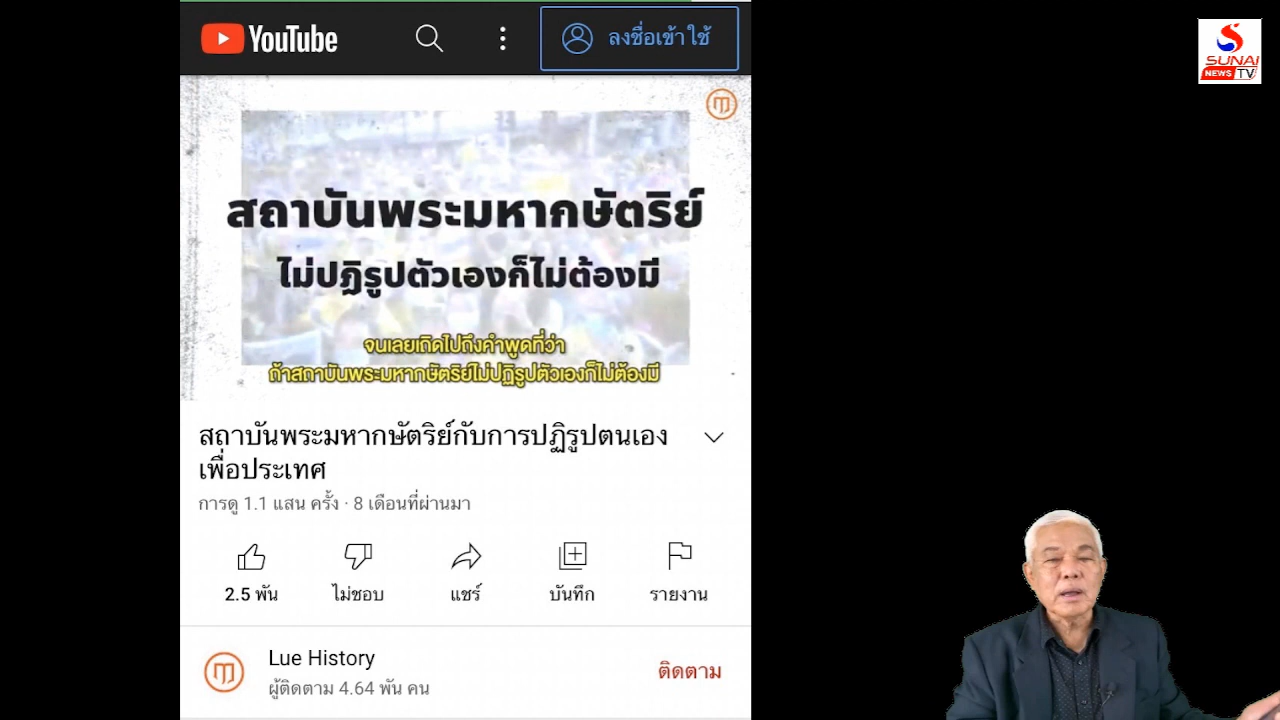 YouTube
ลงชื่อเข้าใช้
SUNAI
NEWS TV
สถาบันพระมหากษัตริย์
ไม่ปฏิรูปตัวเองก็ไม่ต้องมี
จนเลยเถิดไปถึงคำพูดที่ว่า
ถ้าสถาบันพระมหากษัตริย์ไม่ปฏิรูปตัวเองก็ไม่ต้องมี
สถาบันพระมหากษัตริย์กับการปฏิรูปตนเอง
เพื่อประเทศ
การดู 1.1 แสน ครั้ง · 8 เดือนที่ผ่านมา
2.5 พัน
ไม่ชอบ
แชร์
บันทึก
รายงาน
Lue History
ติดตาม
ผู้ติดตาม 4.64 พัน คน